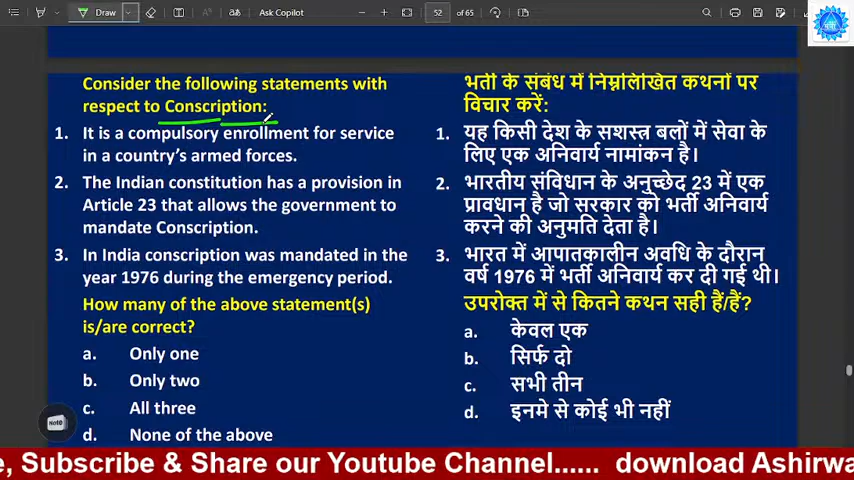 Draw
Ask Copilot
52 of 65
Consider the following statements with
respect to Conscription:
1. It is a compulsory enrollment for service
in a country's armed forces.
2. The Indian constitution has a provision in
Article 23 that allows the government to
mandate Conscription.
3. In India conscription was mandated in the
year 1976 during the emergency period.
How many of the above statement(s)
is/are correct?
a. Only one
b. Only two
c. All three
d. None of the above
भर्ती के संबंध में निम्नलिखित कथनों पर
विचार करें:
1. यह किसी देश के सशस्त्र बलों में सेवा के
लिए एक अनिवार्य नामांकन है।
2. भारतीय संविधान के अनुच्छेद 23 में एक
प्रावधान है जो सरकार को भर्ती अनिवार्य
करने की अनुमति देता है।
3. भारत में आपातकालीन अवधि के दौरान
वर्ष 1976 में भर्ती अनिवार्य कर दी गई थी।
उपरोक्त में से कितने कथन सही हैं/हैं?
a. केवल एक
b. सिर्फ दो
c. सभी तीन
d. इनमे से कोई भी नहीं
e, Subscribe & Share our Youtube Channel...... download Ashirwa